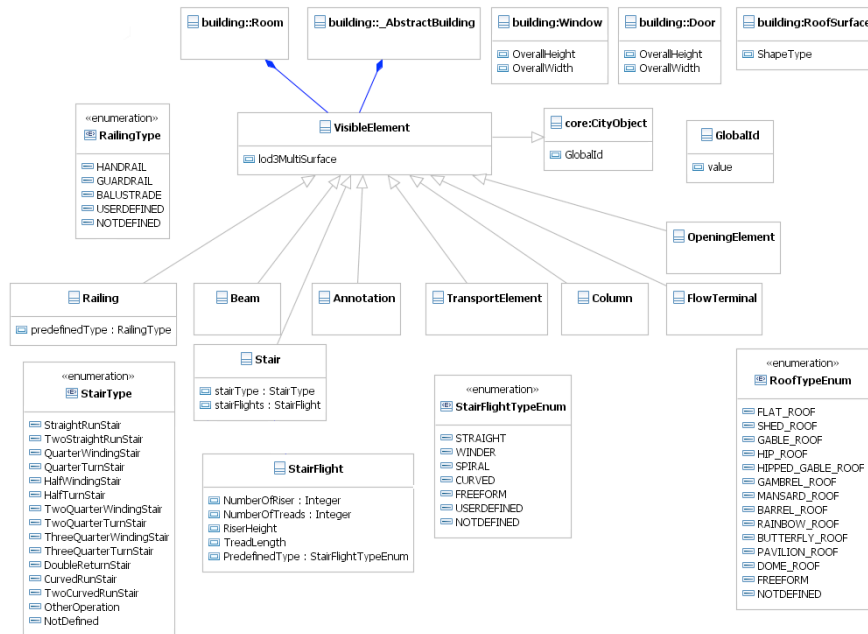 building::Room
building::_AbstractBuilding
building:Window
OverallHeight
OverallWidth
building::Door
OverallHeight
OverallWidth
building:RoofSurface
ShapeType
«enumeration»
RailingType
HANDRAIL
GUARDRAIL
BALUSTRADE
USERDEFINED
NOTDEFINED
VisibleElement
lod3MultiSurface
core:CityObject
GlobalId
GlobalId
value
OpeningElement
Railing
predefinedType : RailingType
Beam
Annotation
TransportElement
Column
FlowTerminal
Stair
stairType : StairType
stairFlights : StairFlight
«enumeration»
StairType
StraightRunStair
TwoStraightRunStair
QuarterWindingStair
QuarterTurnStair
HalfWindingStair
HalfTurnStair
TwoQuarterWindingStair
TwoQuarterTurnStair
ThreeQuarterWindingStair
ThreeQuarterTurnStair
DoubleReturnStair
CurvedRunStair
TwoCurvedRunStair
OtherOperation
NotDefined
StairFlight
NumberOfRiser : Integer
NumberOfTreads : Integer
RiserHeight
TreadLength
PredefinedType : StairFlightTypeEnum
«enumeration»
StairFlightTypeEnum
STRAIGHT
WINDER
SPIRAL
CURVED
FREEFORM
USERDEFINED
NOTDEFINED
«enumeration»
RoofTypeEnum
FLAT_ROOF
SHED_ROOF
GABLE_ROOF
HIP_ROOF
HIPPED_GABLE_ROOF
GAMBREL_ROOF
MANSARD_ROOF
BARREL_ROOF
RAINBOW_ROOF
BUTTERFLY_ROOF
PAVILION_ROOF
DOME_ROOF
FREEFORM
NOTDEFINED